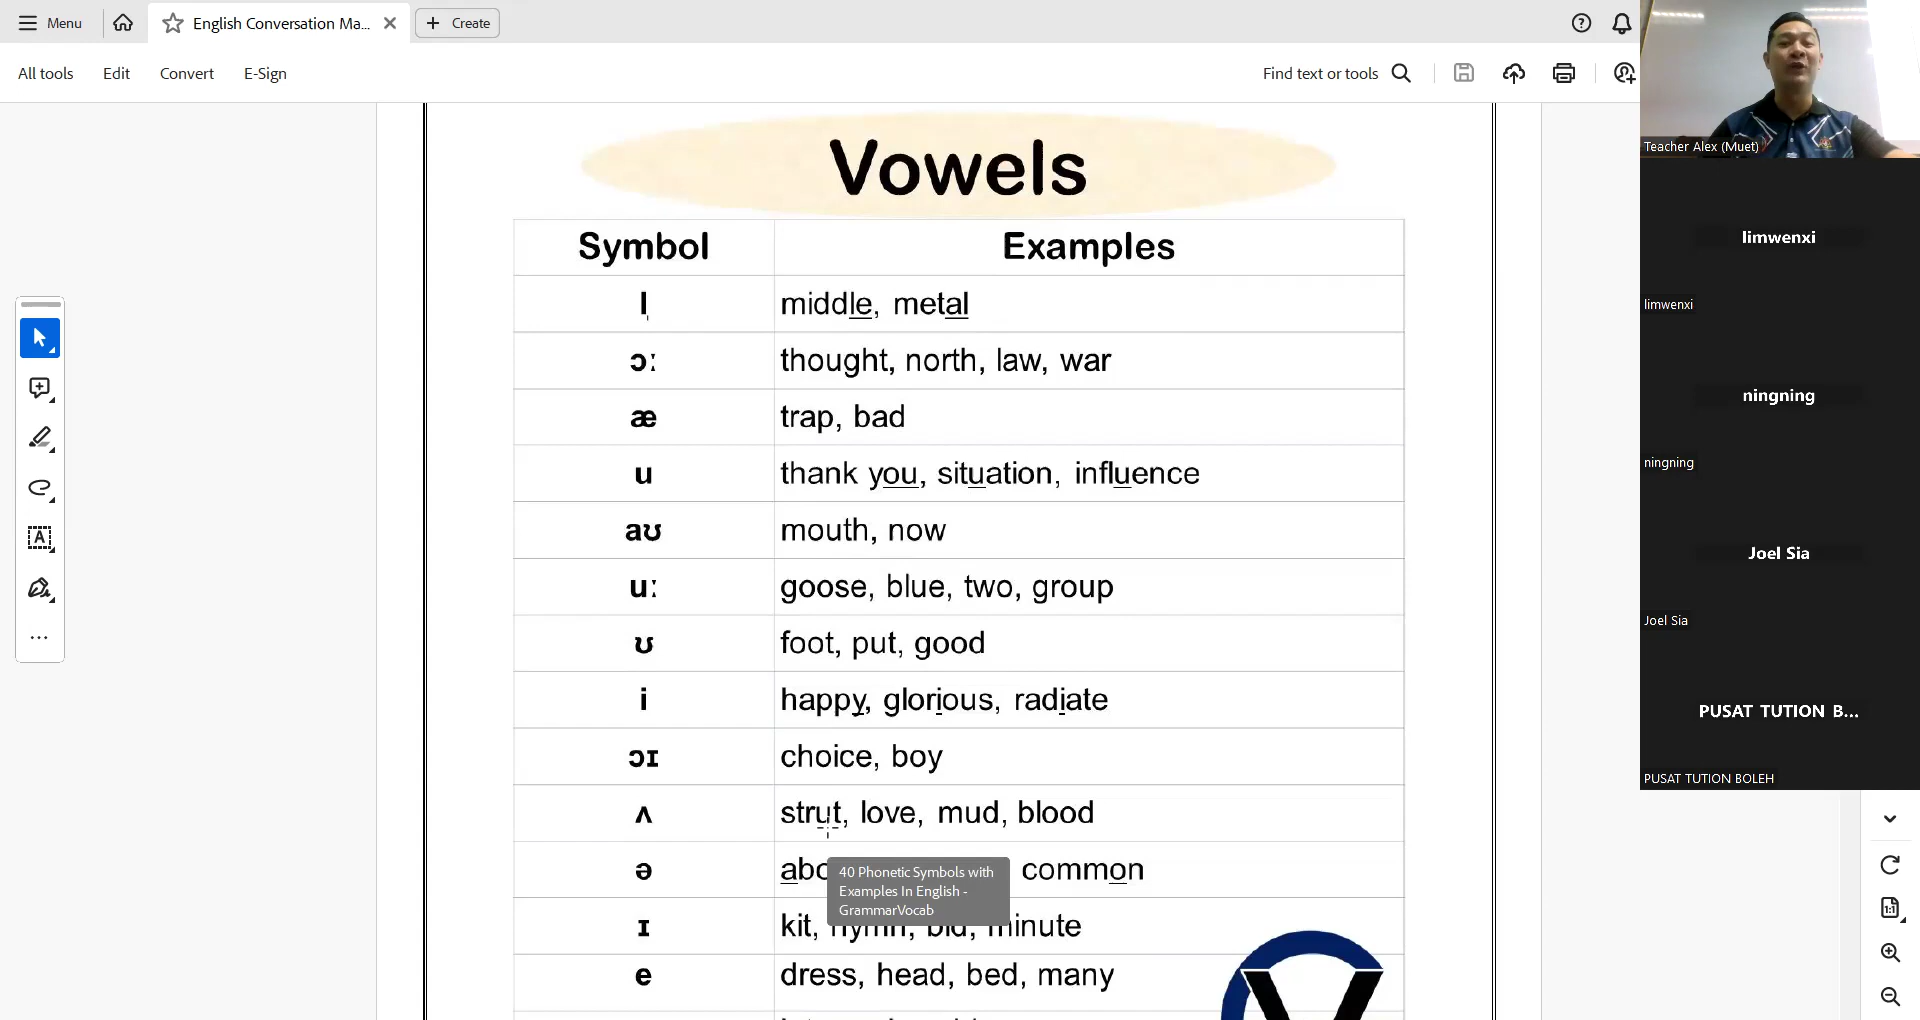 Menu
English Conversation Ma...
Create
All tools
Edit
Convert
E-Sign
Find text or tools
Vowels
Symbol Examples
l̩ middle, metal
ɔː thought, north, law, war
æ trap, bad
u thank you, situation, influence
aʊ mouth, now
uː goose, blue, two, group
ʊ foot, put, good
i happy, glorious, radiate
ɔɪ choice, boy
ʌ strut, love, mud, blood
ə common
40 Phonetic Symbols with
Examples In English -
GrammarVocab
ɪ kit, hymn, bid, minute
e dress, head, bed, many
Teacher Alex (Muet)
limwenxi
limwenxi
ningning
ningning
Joel Sia
Joel Sia
PUSAT TUTION B...
PUSAT TUTION BOLEH
1:1